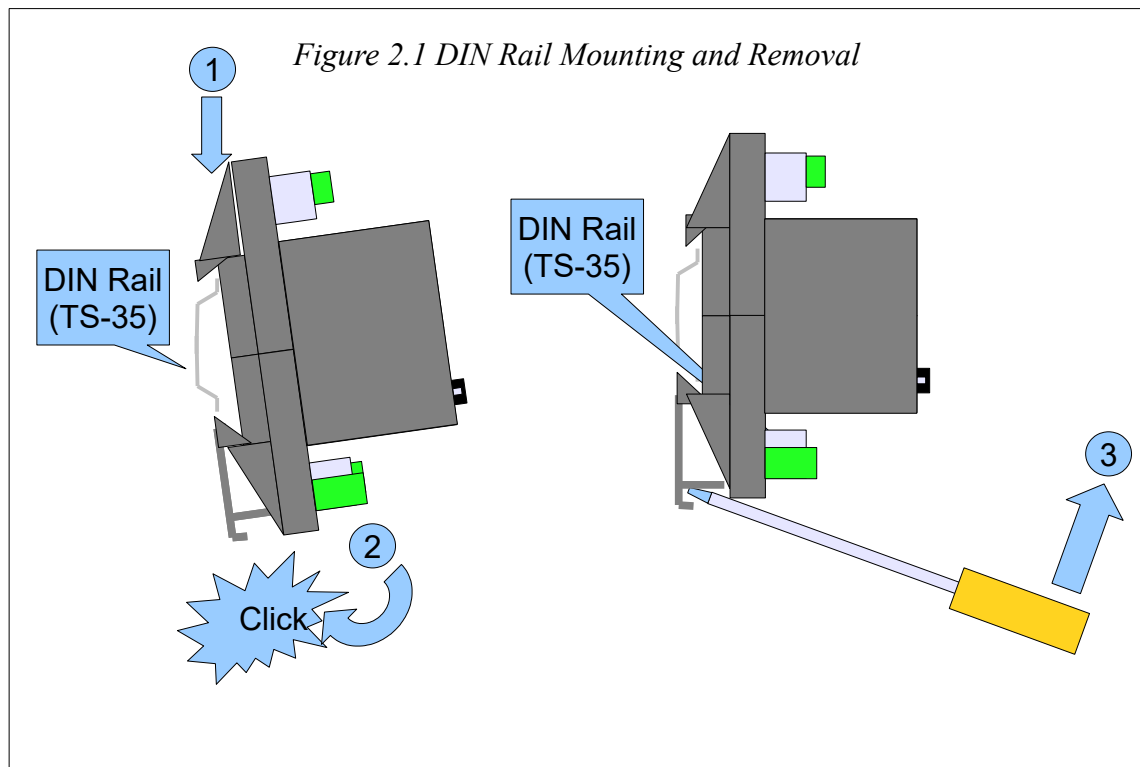 Figure 2.1 DIN Rail Mounting and Removal
1
DIN Rail
(TS-35)
2
Click
DIN Rail
(TS-35)
3